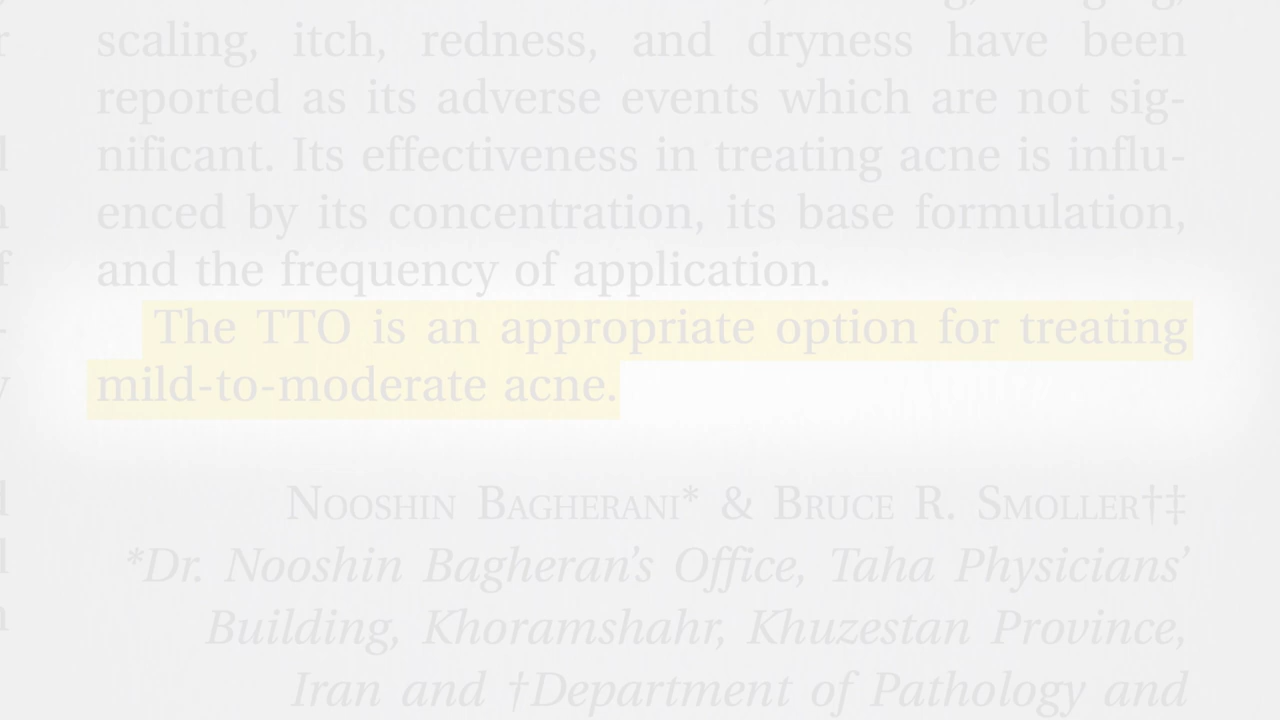 scaling, itch, redness, and dryness have been
reported as its adverse events which are not sig-
nificant. Its effectiveness in treating acne is influ-
enced by its concentration, its base formulation,
and the frequency of application.
The TTO is an appropriate option for treating
mild-to-moderate acne.
NOOSHIN BAGHERANI* & BRUCE R. SMOLLER†‡
*Dr. Nooshin Bagheran’s Office, Taha Physicians’
Building, Khoramshahr, Khuzestan Province,
Iran and †Department of Pathology and